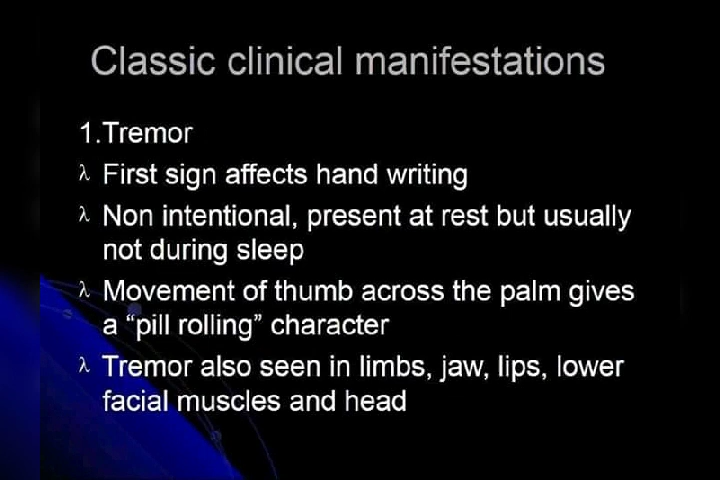 Classic clinical manifestations
1.Tremor
λ First sign affects hand writing
λ Non intentional, present at rest but usually
not during sleep
λ Movement of thumb across the palm gives
a “pill rolling” character
λ Tremor also seen in limbs, jaw, lips, lower
facial muscles and head